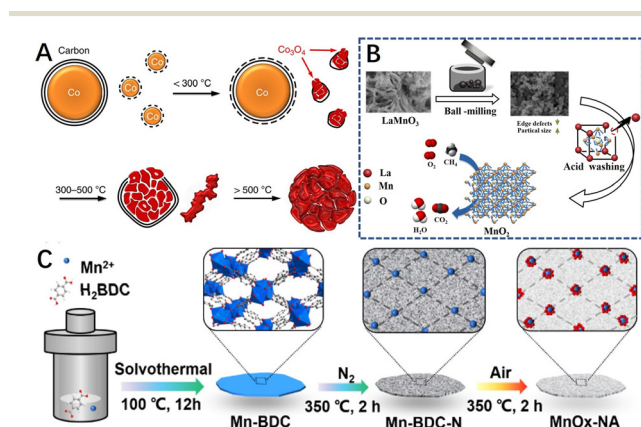 A
Carbon
Co
Co
Co
Co
< 300 °C
Co
Co₃O₄
300–500 °C
> 500 °C
B
LaMnO₃
Ball -milling
Edge defects
Partical size
Acid washing
La
Mn
O
O₂
CH₄
H₂O
CO₂
MnO₂
C
Mn²⁺
H₂BDC
Solvothermal
100 ℃, 12h
Mn-BDC
N₂
350 ℃, 2 h
Mn-BDC-N
Air
350 ℃, 2 h
MnOx-NA